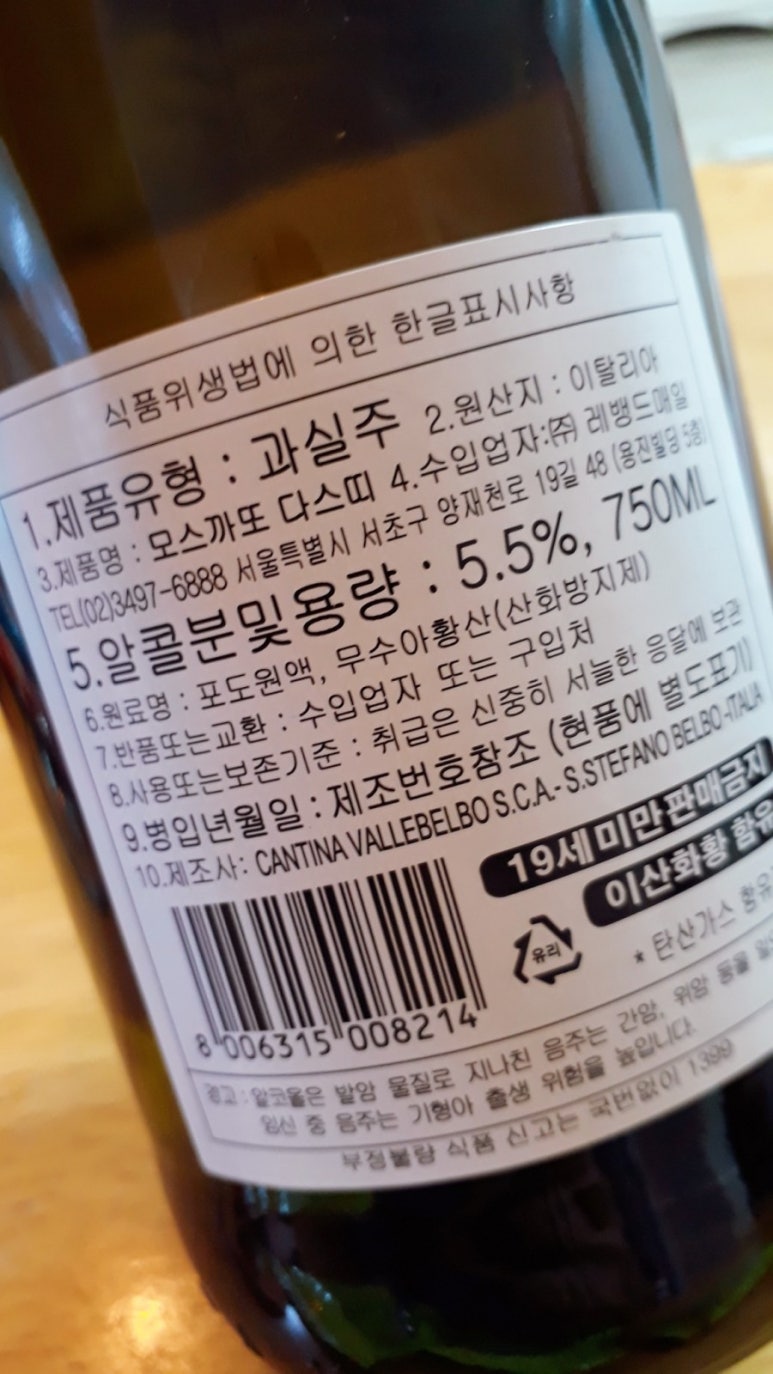 식품위생법에 의한 한글표시사항
1.제품유형 : 과실주 2.원산지 : 이탈리아
3.제품명 : 모스까또 다스띠 4.수입업자:㈜ 레뱅드매일
TEL(02)3497-6888 서울특별시 서초구 양재천로 19길 48 (용진빌딩 5층)
5.알콜분및용량 : 5.5%, 750ML
6.원료명 : 포도원액, 무수아황산(산화방지제)
7.반품또는교환 : 수입업자 또는 구입처
8.사용또는보존기준 : 취급은 신중히 서늘한 응달에 보관
9.병입년월일 : 제조번호참조 (현품에 별도표기)
10.제조사: CANTINA VALLEBELBO S.C.A.- S.STEFANO BELBO -ITALIA
19세미만판매금지
이산화황 함유
유리
* 탄산가스 함유
8 006315 008214
경고 : 알코올은 발암 물질로 지나친 음주는 간암, 위암 등을 일
임신 중 음주는 기형아 출생 위험을 높입니다.
부정불량 식품 신고는 국번없이 1399